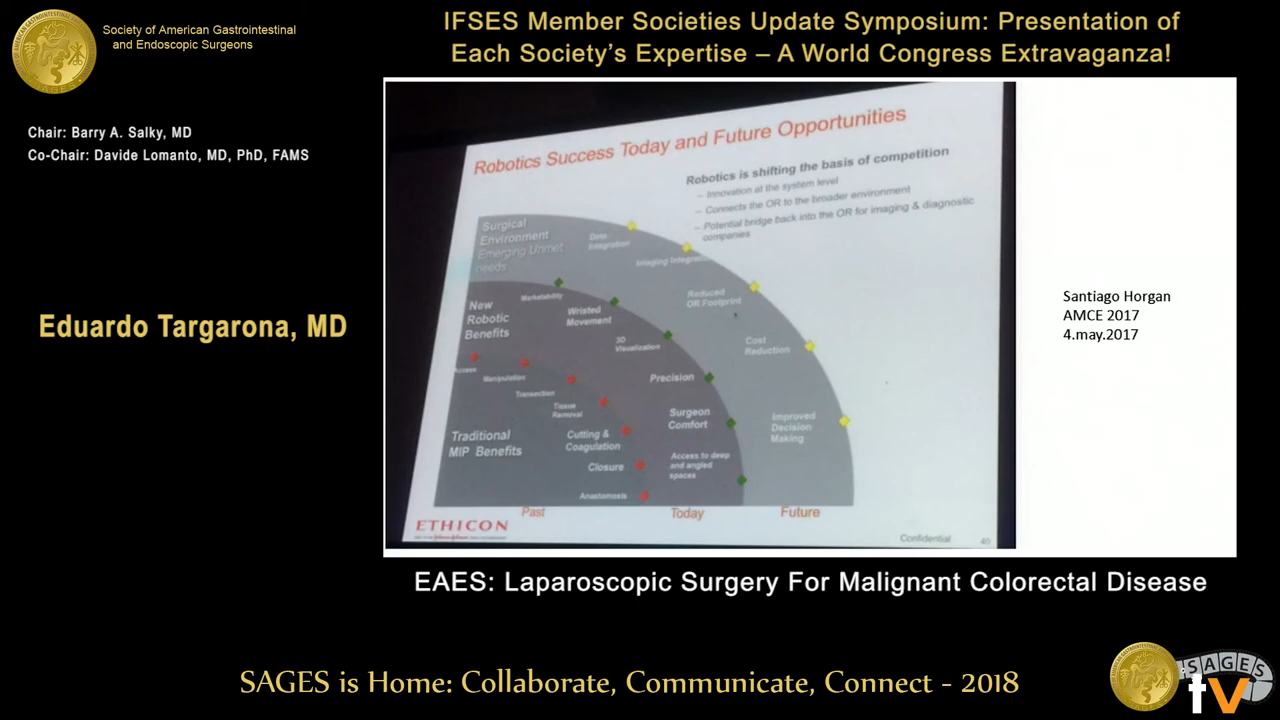 Society of American Gastrointestinal
and Endoscopic Surgeons
IFSES Member Societies Update Symposium: Presentation of
Each Society's Expertise – A World Congress Extravaganza!
Chair: Barry A. Salky, MD
Co-Chair: Davide Lomanto, MD, PhD, FAMS
Eduardo Targarona, MD
Robotics Success Today and Future Opportunities
Robotics is shifting the basis of competition
– Innovation at the system level
– Connects the OR to the broader environment
– Potential bridge back into the OR for imaging & diagnostic
companies
Surgical
Environment
Emerging Unmet
needs
Data
Integration
Imaging Integration
Reduced
OR Footprint
Cost
Reduction
Improved
Decision
Making
New
Robotic
Benefits
Marketability
Wristed
Movement
3D
Visualization
Precision
Surgeon
Comfort
Access to deep
and angled
spaces
Traditional
MIP Benefits
Access
Manipulation
Transection
Tissue
Removal
Cutting &
Coagulation
Closure
Anastomosis
Past
Today
Future
ETHICON
Confidential
40
Santiago Horgan
AMCE 2017
4.may.2017
EAES: Laparoscopic Surgery For Malignant Colorectal Disease
SAGES is Home: Collaborate, Communicate, Connect - 2018
SAGES
tv